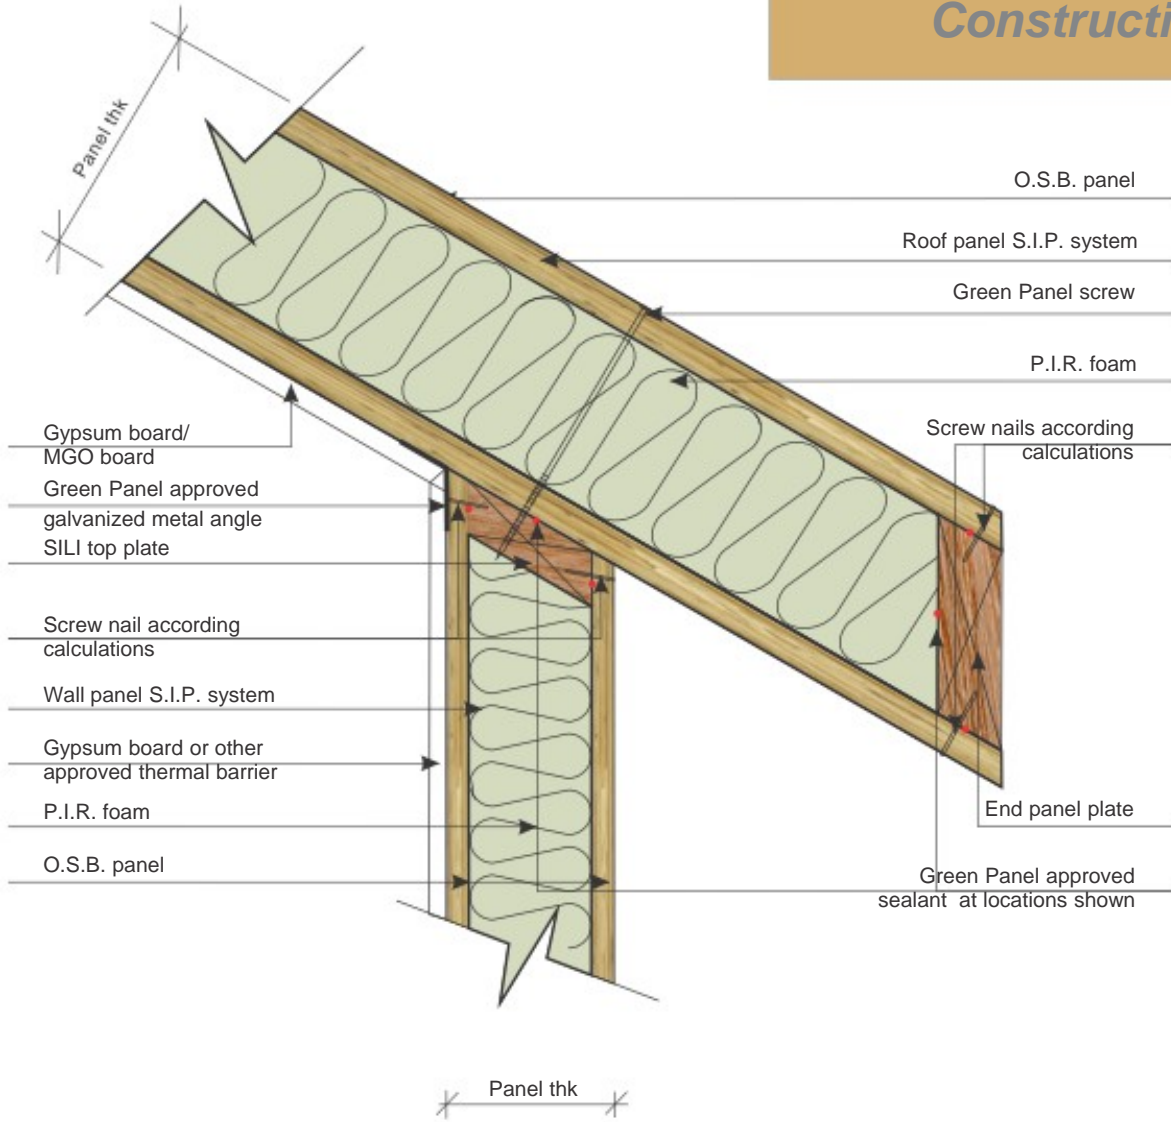 Constructi
Panel thk
O.S.B. panel
Roof panel S.I.P. system
Green Panel screw
P.I.R. foam
Screw nails according
calculations
Gypsum board/
MGO board
Green Panel approved
galvanized metal angle
SILI top plate
Screw nail according
calculations
Wall panel S.I.P. system
Gypsum board or other
approved thermal barrier
P.I.R. foam
O.S.B. panel
End panel plate
Green Panel approved
sealant at locations shown
Panel thk